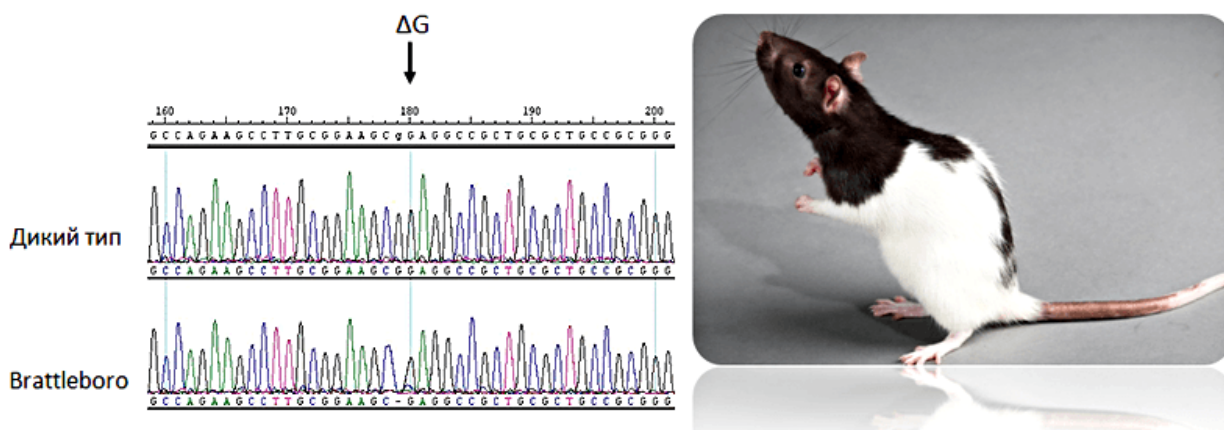 ΔG
160 170 180 190 200
GCCAGAAGCCTTGCGGAAGCgGAGGCCGCTGCGCTGCCGCGGG
Дикий тип
GCCAGAAGCCTTGCGGAAGCGGAGGCCGCTGCGCTGCCGCGGG
Brattleboro
GCCAGAAGCCTTGCGGAAGC-GAGGCCGCTGCGCTGCCGCGGG